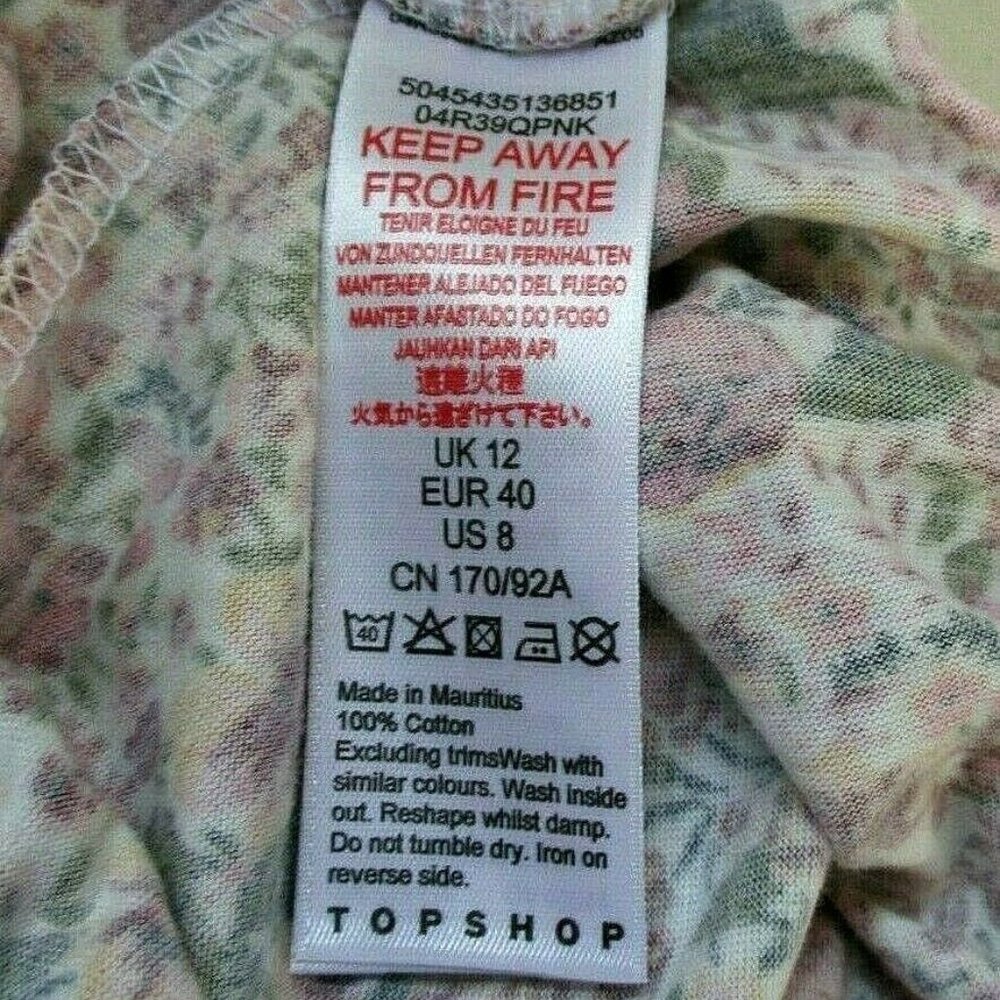 5045435136851
04R39QPNK
KEEP AWAY
FROM FIRE
TENIR ELOIGNE DU FEU
VON ZUNDQUELLEN FERNHALTEN
MANTENER ALEJADO DEL FUEGO
MANTER AFASTADO DO FOGO
JAUHKAN DARI API
遠離火種
火気から遠ざけて下さい。
UK 12
EUR 40
US 8
CN 170/92A
40
Made in Mauritius
100% Cotton
Excluding trimsWash with
similar colours. Wash inside
out. Reshape whilst damp.
Do not tumble dry. Iron on
reverse side.
TOPSHOP